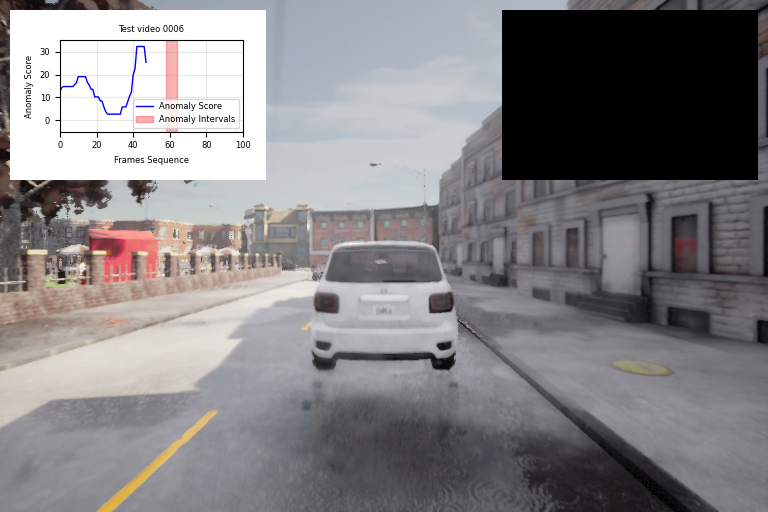 Test video 0006
Anomaly Score
30
20
10
0
Anomaly Score
Anomaly Intervals
0 20 40 60 80 100
Frames Sequence